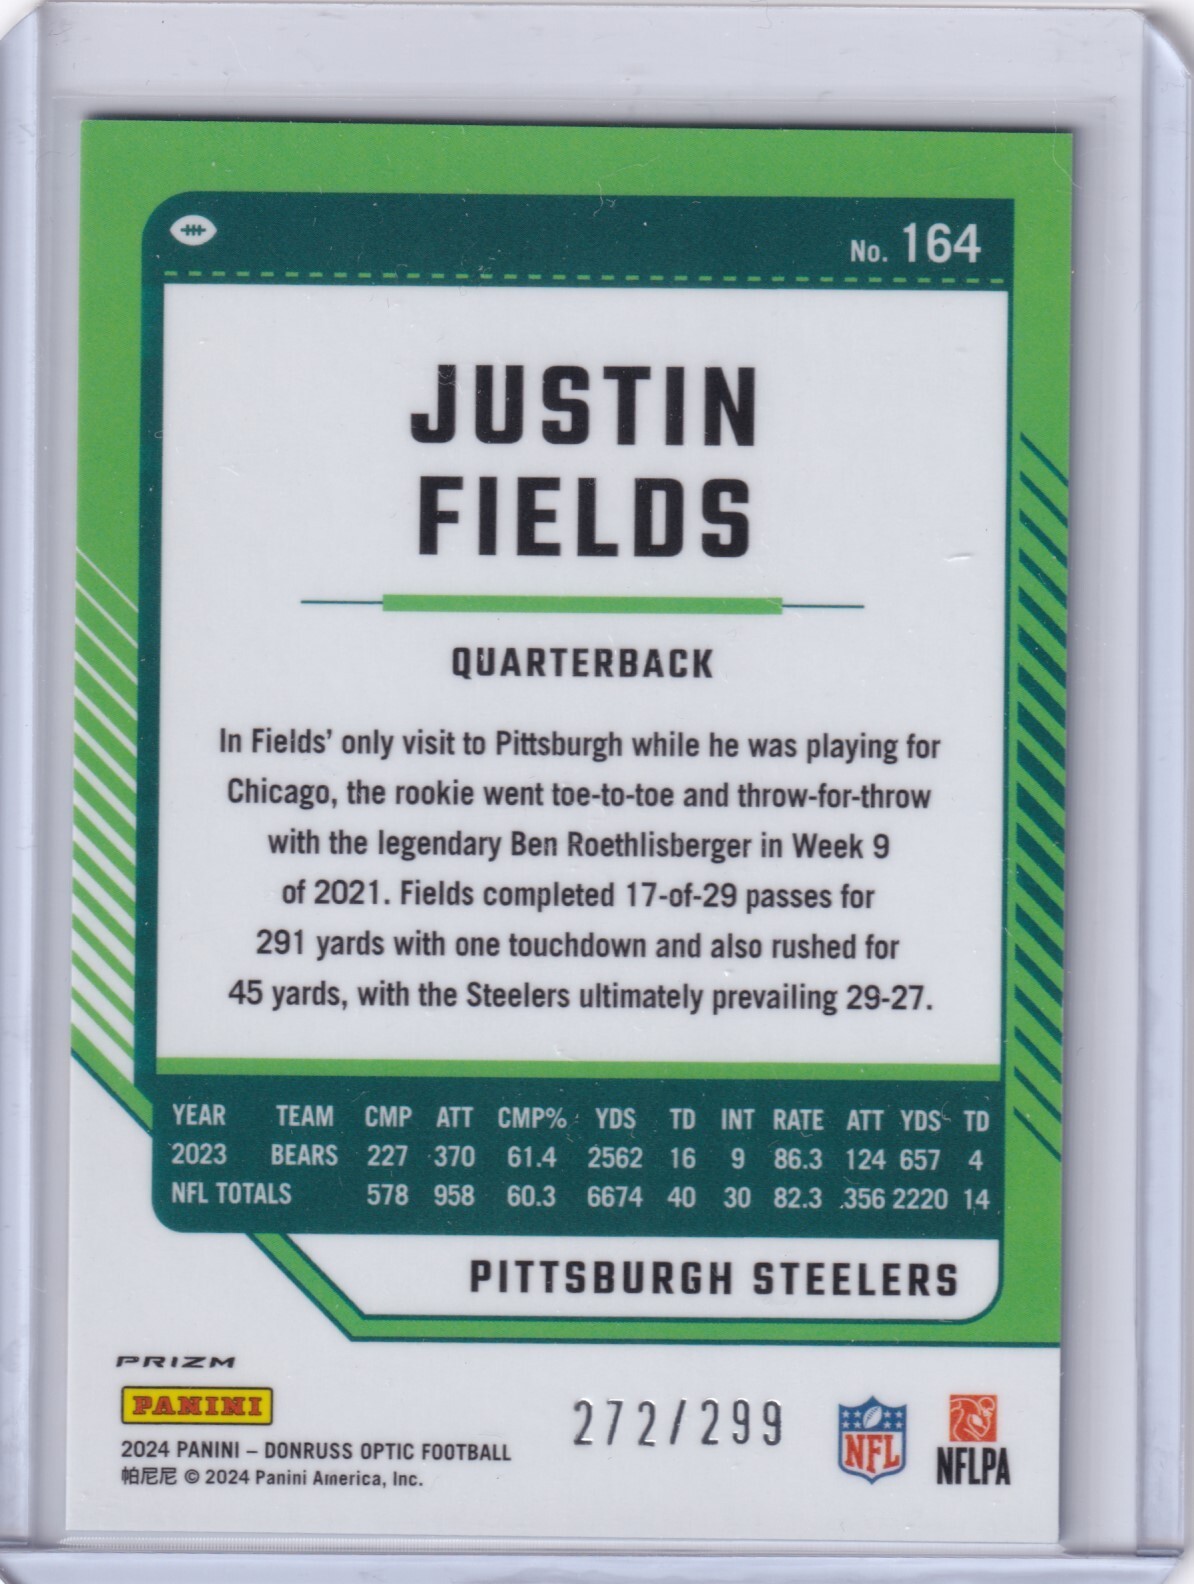 No. 164
JUSTIN
FIELDS
QUARTERBACK
In Fields' only visit to Pittsburgh while he was playing for
Chicago, the rookie went toe-to-toe and throw-for-throw
with the legendary Ben Roethlisberger in Week 9
of 2021. Fields completed 17-of-29 passes for
291 yards with one touchdown and also rushed for
45 yards, with the Steelers ultimately prevailing 29-27.
YEAR TEAM CMP ATT CMP% YDS TD INT RATE ATT YDS TD
2023 BEARS 227 370 61.4 2562 16 9 86.3 124 657 4
NFL TOTALS 578 958 60.3 6674 40 30 82.3 356 2220 14
PITTSBURGH STEELERS
PRIZM
PANINI
2024 PANINI – DONRUSS OPTIC FOOTBALL
帕尼尼 © 2024 Panini America, Inc.
272/299
NFL
NFLPA